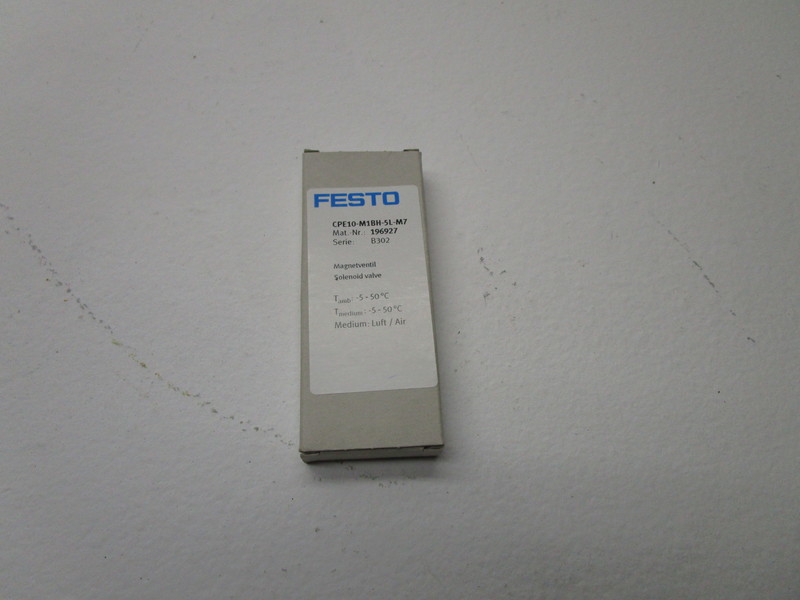 FESTO
CPE10-M1BH-5L-M7
Mat.-Nr.: 196927
Serie: B302
Magnetventil
Solenoid valve
Tamb: -5 - 50 °C
Tmedium: -5 - 50 °C
Medium: Luft / Air